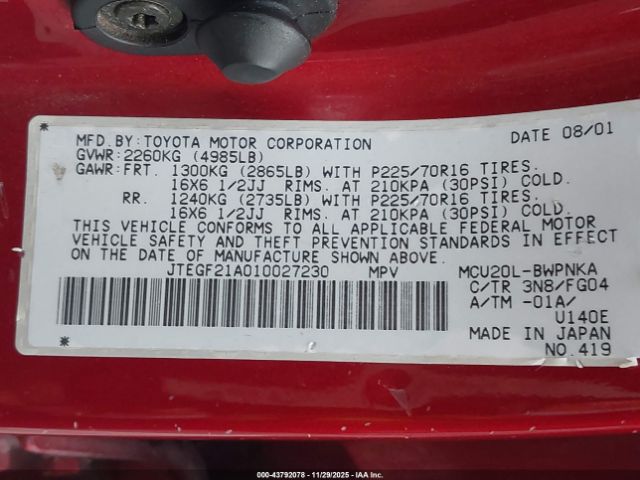 MFD.BY:TOYOTA MOTOR CORPORATION DATE 08/01
GVWR:2260KG (4985LB)
GAWR:FRT. 1300KG (2865LB) WITH P225/70R16 TIRES.
16X6 1/2JJ RIMS. AT 210KPA (30PSI) COLD.
RR. 1240KG (2735LB) WITH P225/70R16 TIRES.
16X6 1/2JJ RIMS. AT 210KPA (30PSI) COLD.
THIS VEHICLE CONFORMS TO ALL APPLICABLE FEDERAL MOTOR
VEHICLE SAFETY AND THEFT PREVENTION STANDARDS IN EFFECT
ON THE DATE OF MANUFACTURE SHOWN ABOVE.
JTEGF21A010027230 MPV MCU20L-BWPNKA
C/TR 3N8/FG04
A/TM -01A/
U140E
MADE IN JAPAN
NO.419
000-43792078 - 11/29/2025 - IAA Inc.